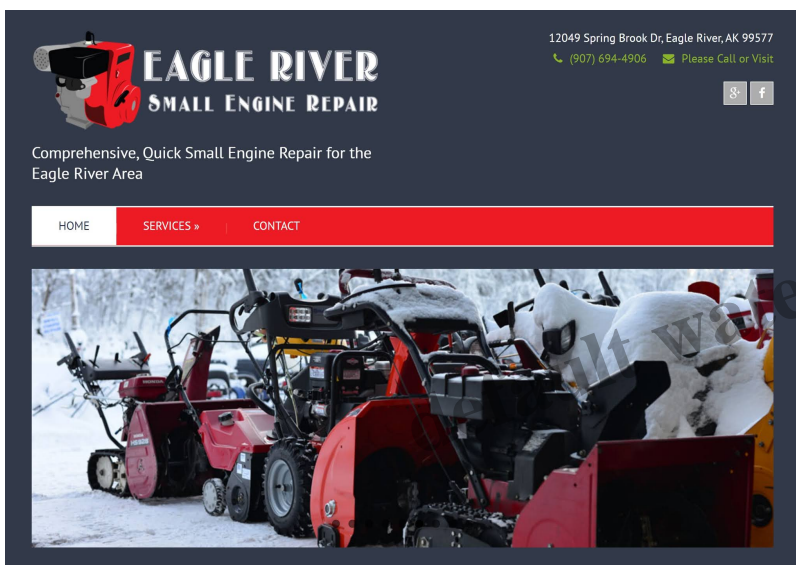 EAGLE RIVER
SMALL ENGINE REPAIR
12049 Spring Brook Dr, Eagle River, AK 99577
(907) 694-4906 Please Call or Visit
Comprehensive, Quick Small Engine Repair for the
Eagle River Area
HOME SERVICES » CONTACT
HONDA